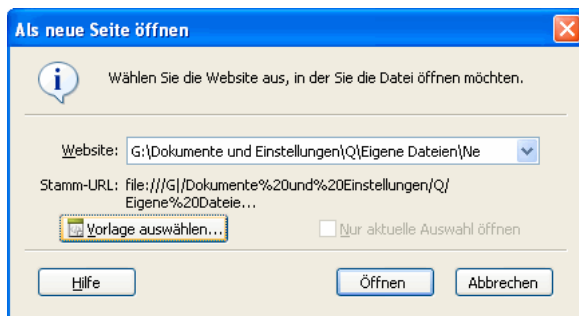 Als neue Seite öffnen
Wählen Sie die Website aus, in der Sie die Datei öffnen möchten.
Website: G:\Dokumente und Einstellungen\Q\Eigene Dateien\Ne
Stamm-URL: file:///G|/Dokumente%20und%20Einstellungen/Q/
Eigene%20Dateie...
Vorlage auswählen... Nur aktuelle Auswahl öffnen
Hilfe Öffnen Abbrechen